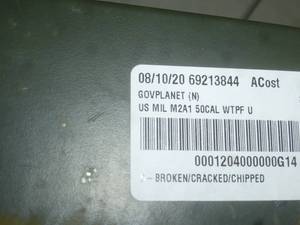 08/10/20 69213844 ACost
GOVPLANET (N)
US MIL M2A1 50CAL WTPF U
0001204000000G14
- BROKEN/CRACKED/CHIPPED